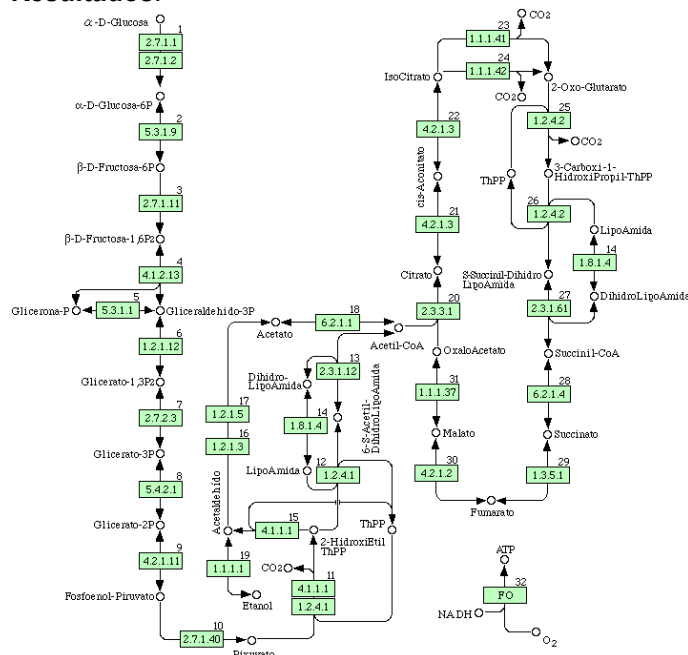 Resultados:
α-D-Glucosa
1
2.7.1.1
2.7.1.2
α-D-Glucosa-6P
2
5.3.1.9
β-D-Fructosa-6P
3
2.7.1.11
β-D-Fructosa-1,6P2
4
4.1.2.13
Glicerona-P
5
5.3.1.1
Gliceraldehido-3P
6
1.2.1.12
Glicerato-1,3P2
7
2.7.2.3
Glicerato-3P
8
5.4.2.1
Glicerato-2P
9
4.2.1.11
Fosfoenol-Piruvato
10
2.7.1.40
Piruvato
Acetato
18
6.2.1.1
Acetil-CoA
17
1.2.1.5
16
1.2.1.3
Acetaldehido
19
1.1.1.1
Etanol
Dihidro-
LipoAmida
13
2.3.1.12
14
1.8.1.4
6-S-Acetil-
DihidroLipoAmida
LipoAmida
12
1.2.4.1
15
4.1.1.1
2-HidroxiEtil
ThPP
ThPP
CO2
11
4.1.1.1
1.2.4.1
23
1.1.1.41
CO2
24
1.1.1.42
CO2
IsoCitrato
2-Oxo-Glutarato
22
4.2.1.3
cis-Aconitato
21
4.2.1.3
Citrato
20
2.3.3.1
OxaloAcetato
31
1.1.1.37
Malato
30
4.2.1.2
Fumarato
25
1.2.4.2
CO2
ThPP
3-Carboxi-1-
HidroxiPropil-ThPP
26
1.2.4.2
LipoAmida
14
1.8.1.4
S-Succinil-Dihidro
LipoAmida
DihidroLipoAmida
27
2.3.1.61
Succinil-CoA
28
6.2.1.4
Succinato
29
1.3.5.1
ATP
32
FO
NADH
O2